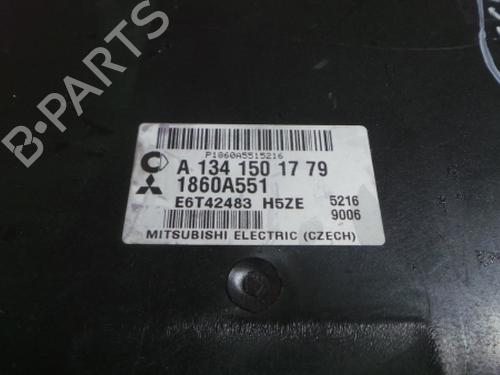 B-PARTS
P1860A5515216
A 134 150 17 79
1860A551
E6T42483 H5ZE 5216
9006
MITSUBISHI ELECTRIC (CZECH)